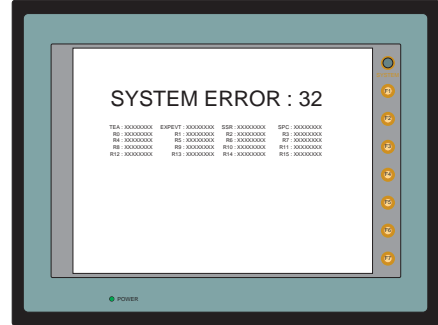 SYSTEM ERROR : 32
TEA : XXXXXXXX EXPEVT : XXXXXXXX SSR : XXXXXXXX SPC : XXXXXXXX
R0 : XXXXXXXX R1 : XXXXXXXX R2 : XXXXXXXX R3 : XXXXXXXX
R4 : XXXXXXXX R5 : XXXXXXXX R6 : XXXXXXXX R7 : XXXXXXXX
R8 : XXXXXXXX R9 : XXXXXXXX R10 : XXXXXXXX R11 : XXXXXXXX
R12 : XXXXXXXX R13 : XXXXXXXX R14 : XXXXXXXX R15 : XXXXXXXX
F1
F2
F3
F4
F5
F6
F7
POWER